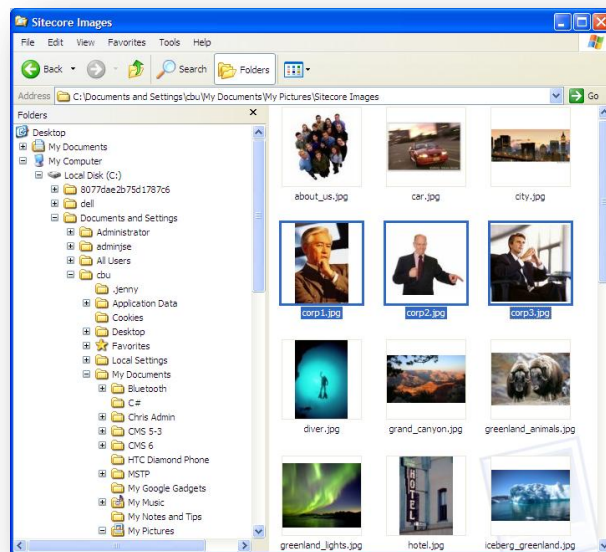 Sitecore Images
File Edit View Favorites Tools Help
Back Search Folders
Address C:\Documents and Settings\cbu\My Documents\My Pictures\Sitecore Images Go
Folders
Desktop
My Documents
My Computer
Local Disk (C:)
8077dae2b75d1787c6
dell
Documents and Settings
Administrator
adminjse
All Users
cbu
.jenny
Application Data
Cookies
Desktop
Favorites
Local Settings
My Documents
Bluetooth
C#
Chris Admin
CMS 5-3
CMS 6
HTC Diamond Phone
MSTP
My Google Gadgets
My Music
My Notes and Tips
My Pictures
about_us.jpg car.jpg city.jpg
corp1.jpg corp2.jpg corp3.jpg
diver.jpg grand_canyon.jpg greenland_animals.jpg
HOTEL
greenland_lights.jpg hotel.jpg iceberg_greenland.jpg